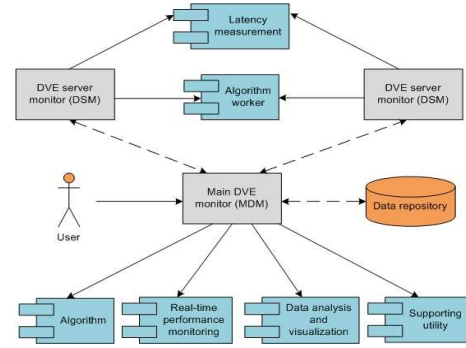 Latency
measurement
DVE server
monitor (DSM)
Algorithm
worker
DVE server
monitor (DSM)
Main DVE
monitor (MDM)
Data repository
User
Algorithm
Real-time
performance
monitoring
Data analysis
and
visualization
Supporting
utility